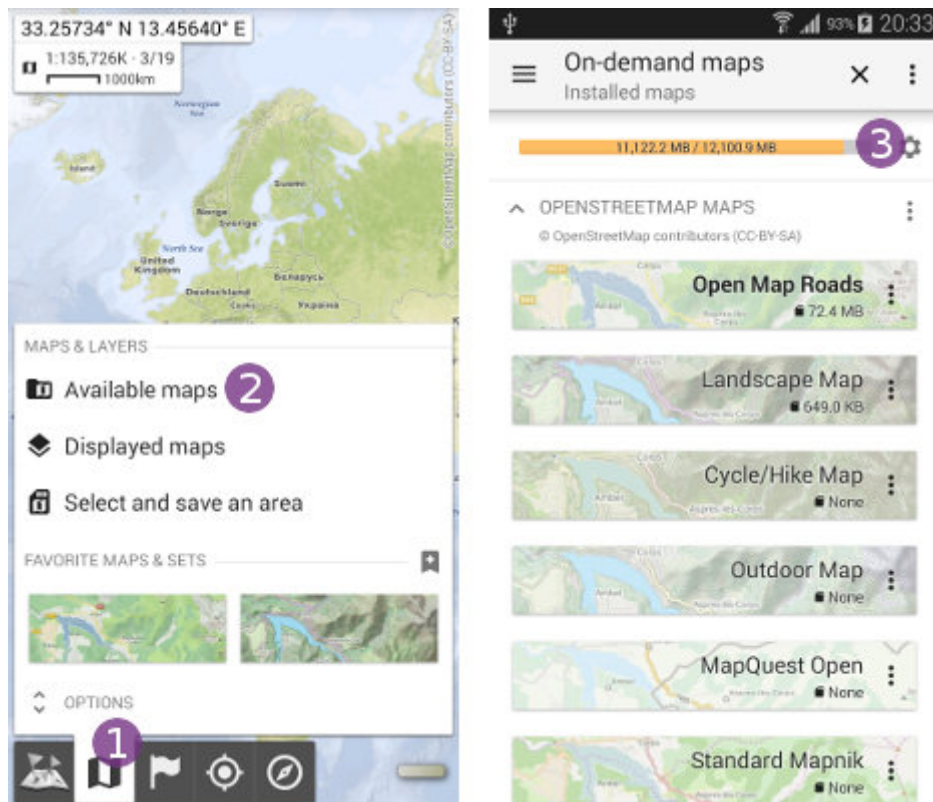 33.25734° N 13.45640° E
1:135,726K - 3/19
1000km
Norwegian
Sea
Island
Suomi
Norge
Sverige
North Sea
United
Kingdom
Беларусь
Deutschland
Україна
© OpenStreetMap contributors (CC-BY-SA)
MAPS & LAYERS
Available maps
2
Displayed maps
Select and save an area
FAVORITE MAPS & SETS
OPTIONS
1
93% 20:33
On-demand maps
Installed maps
11,122.2 MB / 12,100.9 MB
3
OPENSTREETMAP MAPS
© OpenStreetMap contributors (CC-BY-SA)
Open Map Roads
72.4 MB
Landscape Map
649.0 KB
Cycle/Hike Map
None
Outdoor Map
None
MapQuest Open
None
Standard Mapnik
None